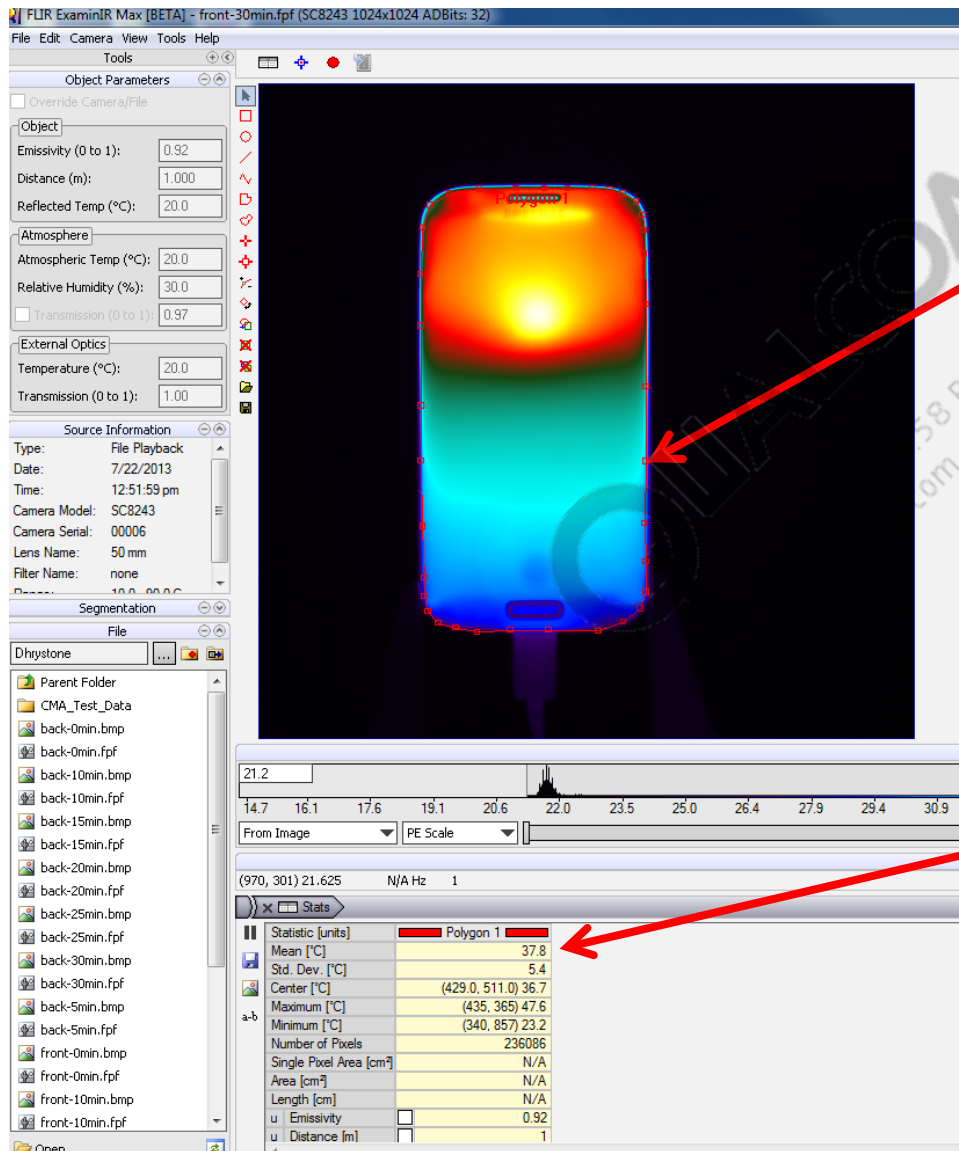 FLIR ExaminIR Max [BETA] - front-30min.fpf (SC8243 1024x1024 ADBits: 32)
File Edit Camera View Tools Help
Tools
Object Parameters
Override Camera/File
Object
Emissivity (0 to 1): 0.92
Distance (m): 1.000
Reflected Temp (°C): 20.0
Atmosphere
Atmospheric Temp (°C): 20.0
Relative Humidity (%): 30.0
Transmission (0 to 1): 0.97
External Optics
Temperature (°C): 20.0
Transmission (0 to 1): 1.00
Source Information
Type: File Playback
Date: 7/22/2013
Time: 12:51:59 pm
Camera Model: SC8243
Camera Serial: 00006
Lens Name: 50 mm
Filter Name: none
Segmentation
File
Dhrystone ...
Parent Folder
CMA_Test_Data
back-0min.bmp
back-0min.fpf
back-10min.bmp
back-10min.fpf
back-15min.bmp
back-15min.fpf
back-20min.bmp
back-20min.fpf
back-25min.bmp
back-25min.fpf
back-30min.bmp
back-30min.fpf
back-5min.bmp
back-5min.fpf
front-0min.bmp
front-0min.fpf
front-10min.bmp
front-10min.fpf
Open
Polygon 1
21.2
14.7 16.1 17.6 19.1 20.6 22.0 23.5 25.0 26.4 27.9 29.4 30.9
From Image PE Scale
(970, 301) 21.625 N/A Hz 1
Stats
a-b
Statistic [units] Polygon 1
Mean [°C] 37.8
Std. Dev. [°C] 5.4
Center [°C] (429.0, 511.0) 36.7
Maximum [°C] (435, 365) 47.6
Minimum [°C] (340, 857) 23.2
Number of Pixels 236086
Single Pixel Area [cm²] N/A
Area [cm²] N/A
Length [cm] N/A
u Emissivity 0.92
u Distance [m] 1